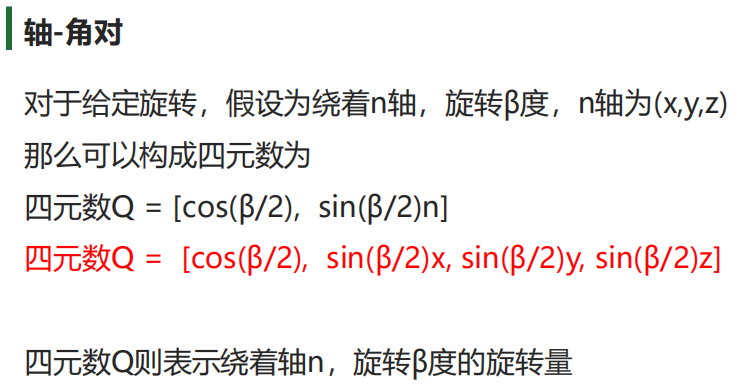 轴-角对
对于给定旋转，假设为绕着n轴，旋转β度，n轴为(x,y,z)
那么可以构成四元数为
四元数Q = [cos(β/2),  sin(β/2)n]
四元数Q =  [cos(β/2),  sin(β/2)x, sin(β/2)y, sin(β/2)z]
四元数Q则表示绕着轴n，旋转β度的旋转量